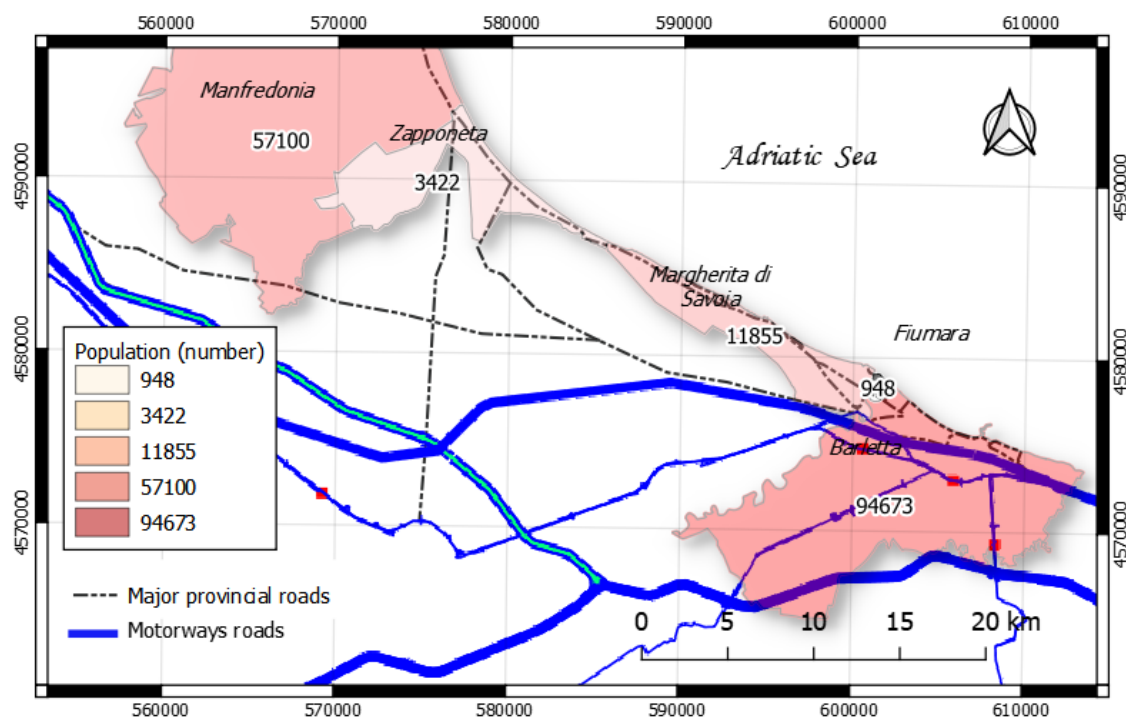 560000 570000 580000 590000 600000 610000
Manfredonia
57100
Zapponeta
3422
Adriatic Sea
4590000
4590000
Margherita di
Savoia
11855
Fiumara
948
4580000
4580000
Barletta
94673
4570000
4570000
Population (number)
948
3422
11855
57100
94673
Major provincial roads
Motorways roads
0 5 10 15 20 km
560000 570000 580000 590000 600000 610000